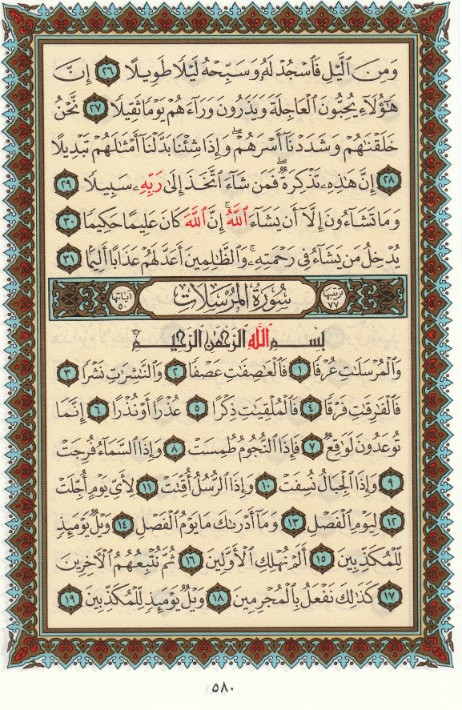 وَمِنَ ٱلَّيۡلِ فَٱسۡجُدۡ لَهُۥ وَسَبِّحۡهُ لَيۡلٗا طَوِيلًا ٢٦ إِنَّ
هَٰٓؤُلَآءِ يُحِبُّونَ ٱلۡعَاجِلَةَ وَيَذَرُونَ وَرَآءَهُمۡ يَوۡمٗا ثَقِيلٗا ٢٧ نَّحۡنُ
خَلَقۡنَٰهُمۡ وَشَدَدۡنَآ أَسۡرَهُمۡۖ وَإِذَا شِئۡنَا بَدَّلۡنَآ أَمۡثَٰلَهُمۡ تَبۡدِيلًا
٢٨ إِنَّ هَٰذِهِۦ تَذۡكِرَةٞۖ فَمَن شَآءَ ٱتَّخَذَ إِلَىٰ رَبِّهِۦ سَبِيلٗا ٢٩
وَمَا تَشَآءُونَ إِلَّآ أَن يَشَآءَ ٱللَّهُۚ إِنَّ ٱللَّهَ كَانَ عَلِيمًا حَكِيمٗا ٣٠
يُدۡخِلُ مَن يَشَآءُ فِي رَحۡمَتِهِۦۚ وَٱلظَّٰلِمِينَ أَعَدَّ لَهُمۡ عَذَابًا أَلِيمَۢا ٣١
ترتيبها ٧٧ سُورَةُ المُرۡسَلَات آياتها ٥٠
بِسۡمِ ٱللَّهِ ٱلرَّحۡمَٰنِ ٱلرَّحِيمِ
وَٱلۡمُرۡسَلَٰتِ عُرۡفٗا ١ فَٱلۡعَٰصِفَٰتِ عَصۡفٗا ٢ وَٱلنَّٰشِرَٰتِ نَشۡرٗا ٣
فَٱلۡفَٰرِقَٰتِ فَرۡقٗا ٤ فَٱلۡمُلۡقِيَٰتِ ذِكۡرًا ٥ عُذۡرًا أَوۡ نُذۡرًا ٦ إِنَّمَا
تُوعَدُونَ لَوَٰقِعٞ ٧ فَإِذَا ٱلنُّجُومُ طُمِسَتۡ ٨ وَإِذَا ٱلسَّمَآءُ فُرِجَتۡ
٩ وَإِذَا ٱلۡجِبَالُ نُسِفَتۡ ١٠ وَإِذَا ٱلرُّسُلُ أُقِّتَتۡ ١١ لِأَيِّ يَوۡمٍ أُجِّلَتۡ
١٢ لِيَوۡمِ ٱلۡفَصۡلِ ١٣ وَمَآ أَدۡرَىٰكَ مَا يَوۡمُ ٱلۡفَصۡلِ ١٤ وَيۡلٞ يَوۡمَئِذٖ
لِّلۡمُكَذِّبِينَ ١٥ أَلَمۡ نُهۡلِكِ ٱلۡأَوَّلِينَ ١٦ ثُمَّ نُتۡبِعُهُمُ ٱلۡأٓخِرِينَ
١٧ كَذَٰلِكَ نَفۡعَلُ بِٱلۡمُجۡرِمِينَ ١٨ وَيۡلٞ يَوۡمَئِذٖ لِّلۡمُكَذِّبِينَ ١٩
٥٨٠